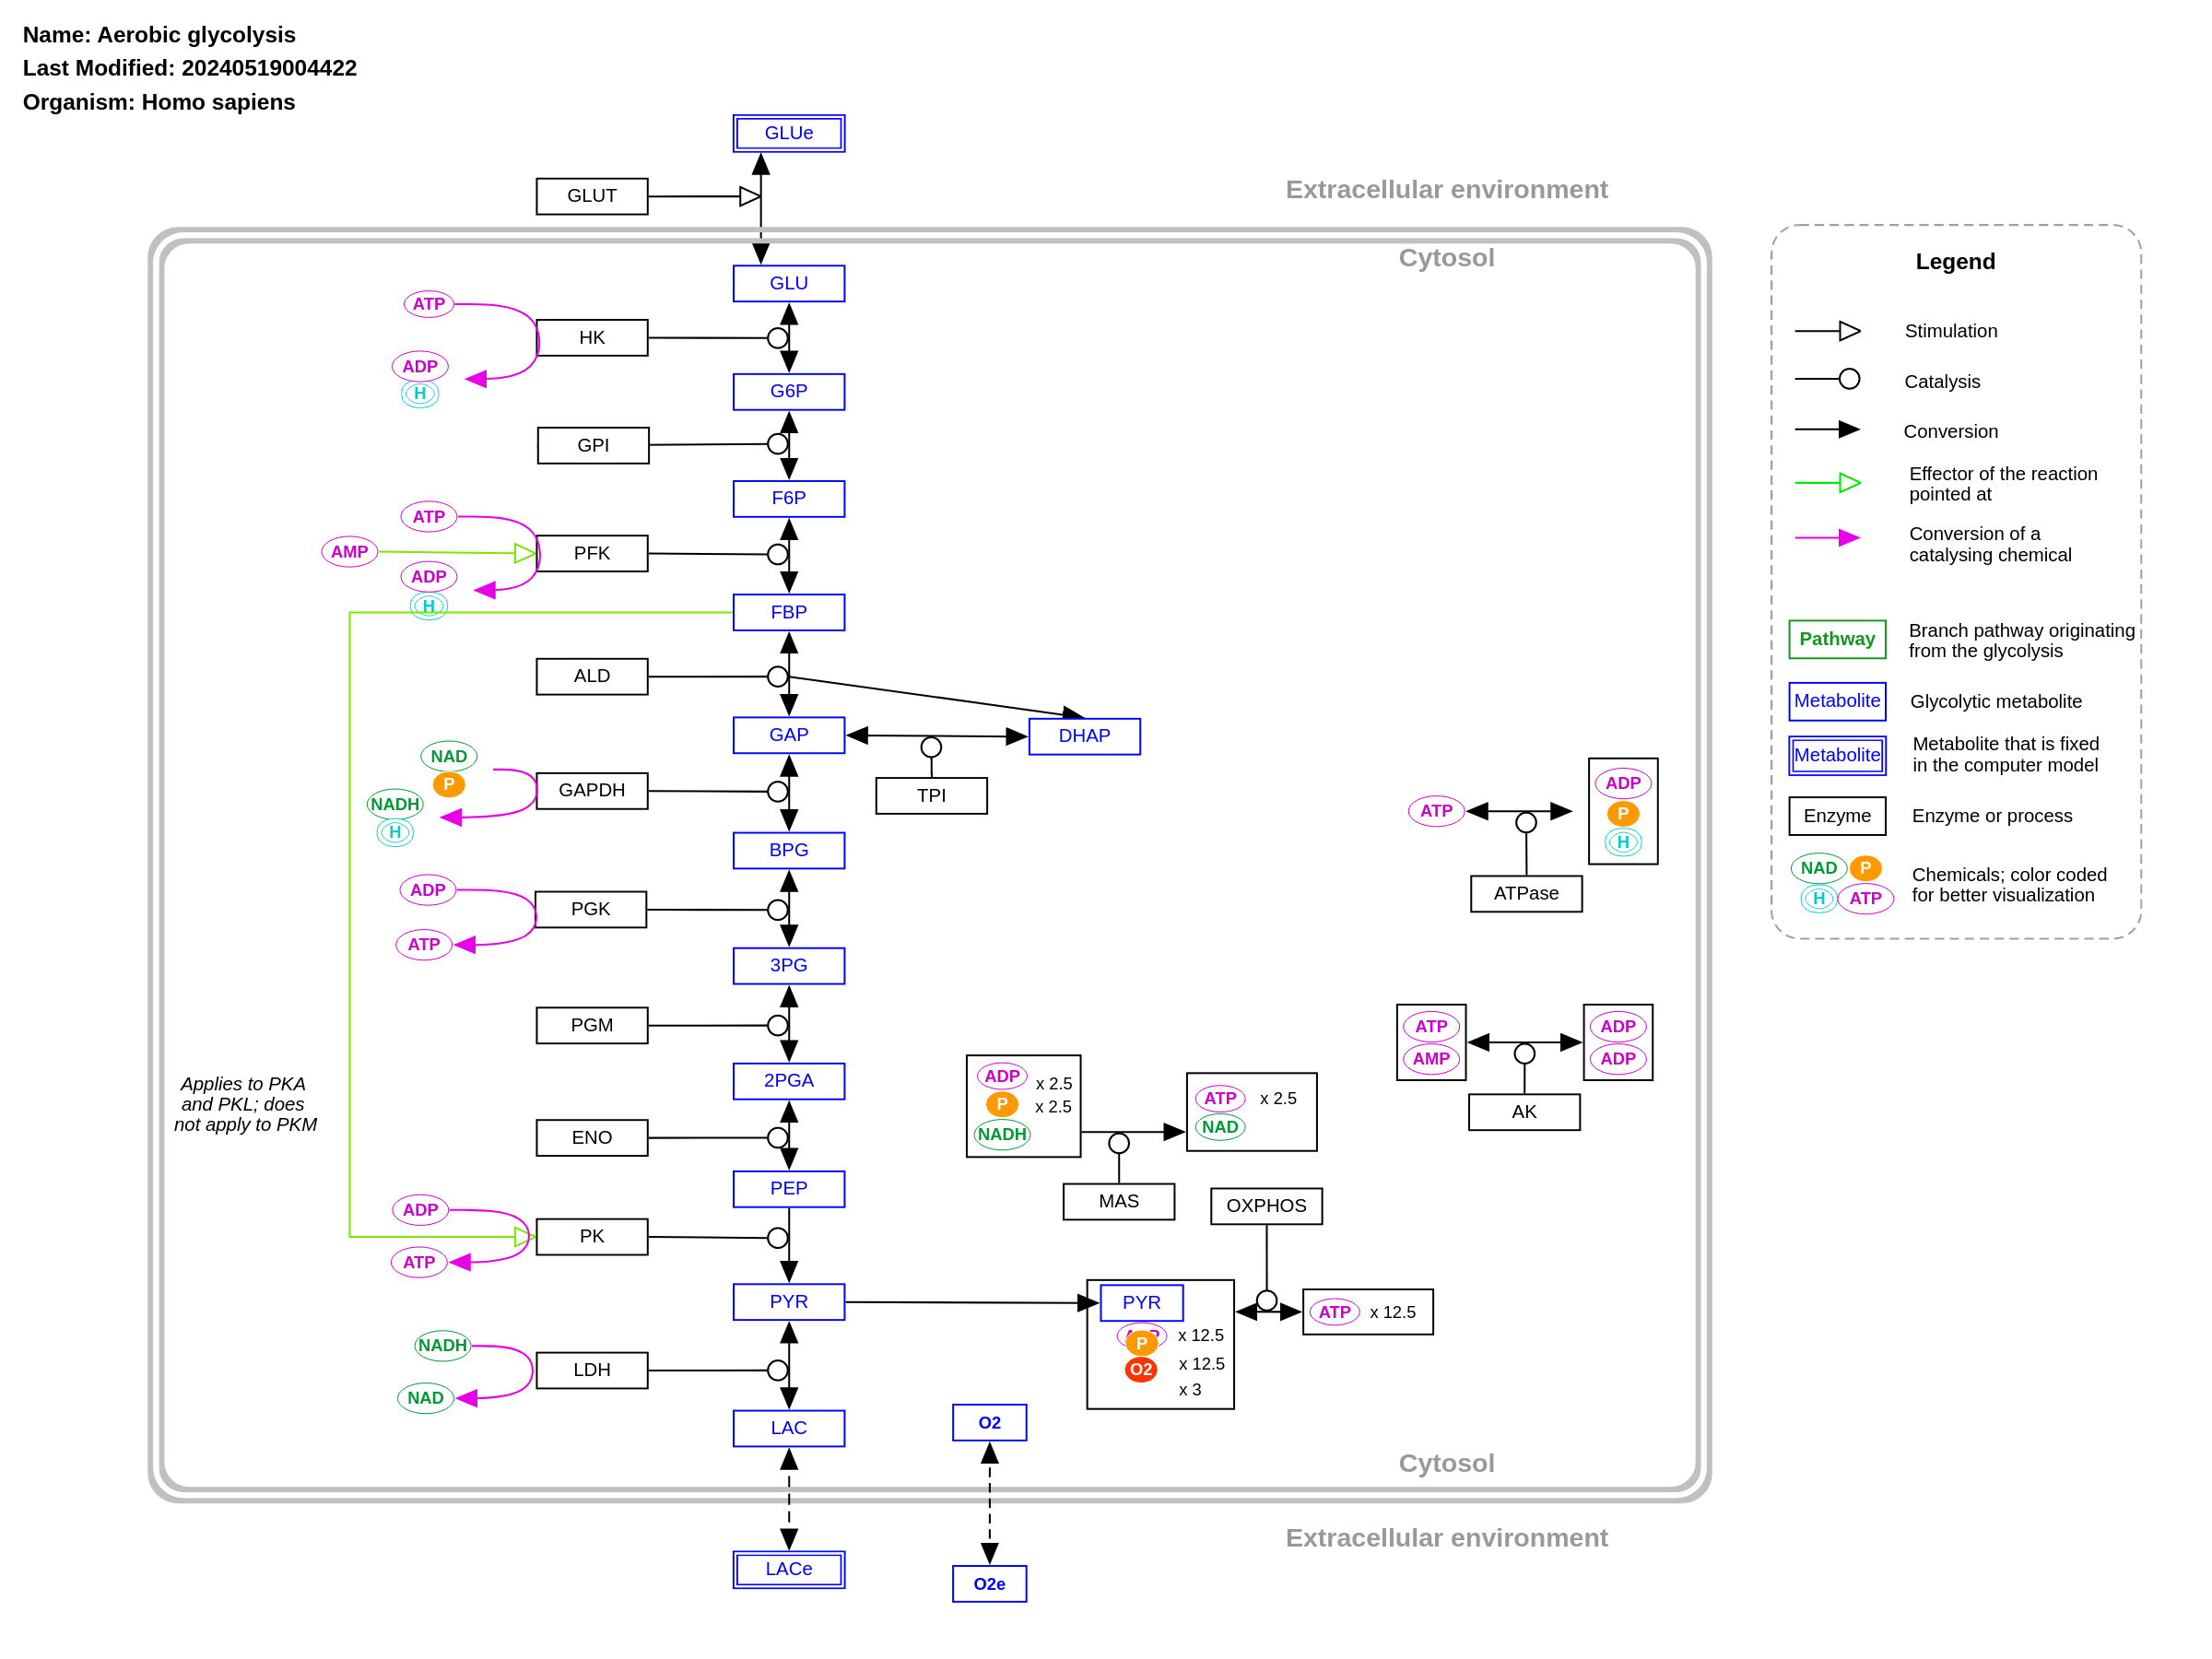 Name: Aerobic glycolysis
Last Modified: 20240519004422
Organism: Homo sapiens
GLUe
GLUT
Extracellular environment
Cytosol
GLU
ATP
HK
ADP
H
G6P
GPI
F6P
ATP
AMP
PFK
ADP
H
FBP
ALD
GAP
DHAP
TPI
NAD
P
GAPDH
NADH
H
BPG
ADP
PGK
ATP
3PG
PGM
2PGA
Applies to PKA
and PKL; does
not apply to PKM
ENO
PEP
ADP
PK
ATP
PYR
NADH
LDH
NAD
LAC
LACe
ATP
ADP
P
H
ATPase
ATP
AMP
ADP
ADP
AK
ADP x 2.5
P x 2.5
NADH
ATP x 2.5
NAD
MAS
OXPHOS
PYR
x 12.5
P
x 12.5
O2
x 3
ATP x 12.5
O2
O2e
Cytosol
Extracellular environment
Legend
Stimulation
Catalysis
Conversion
Effector of the reaction
pointed at
Conversion of a
catalysing chemical
Pathway
Branch pathway originating
from the glycolysis
Metabolite
Glycolytic metabolite
Metabolite
Metabolite that is fixed
in the computer model
Enzyme
Enzyme or process
NAD P
H ATP
Chemicals; color coded
for better visualization